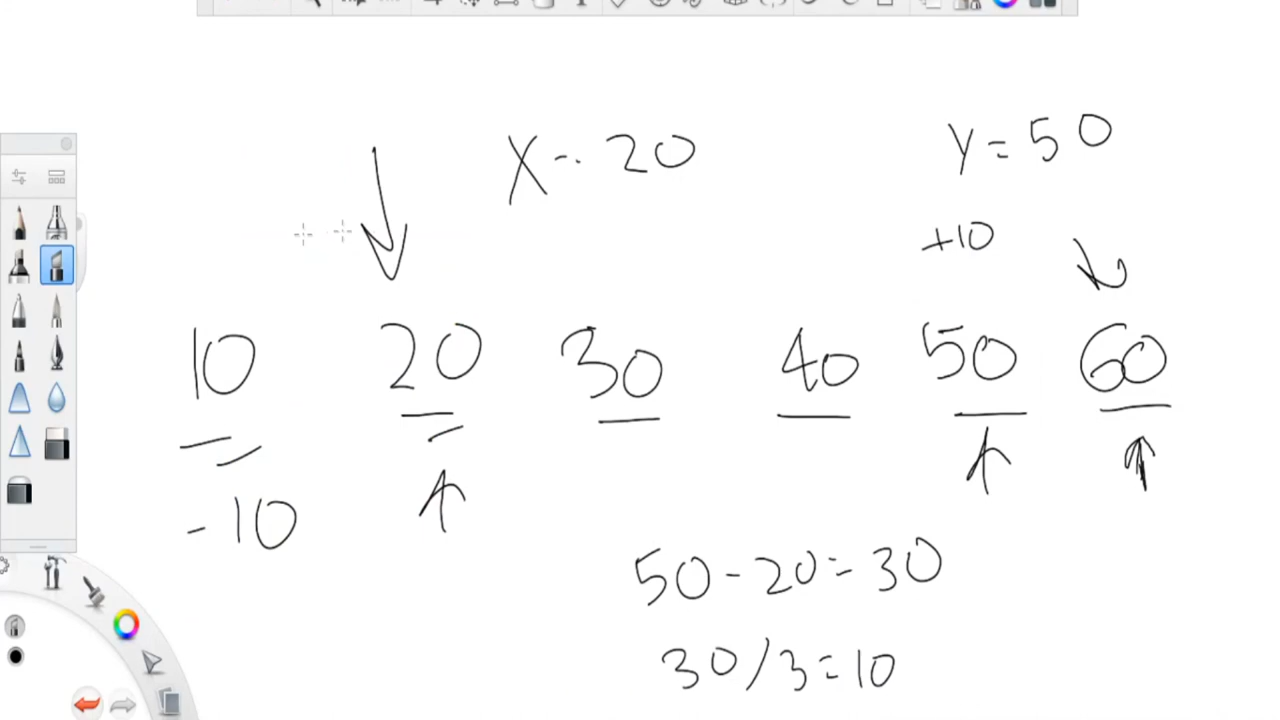 X = 20 Y = 50
+10
10 20 30 40 50 60
- 10
50 - 20 = 30
30 / 3 = 10